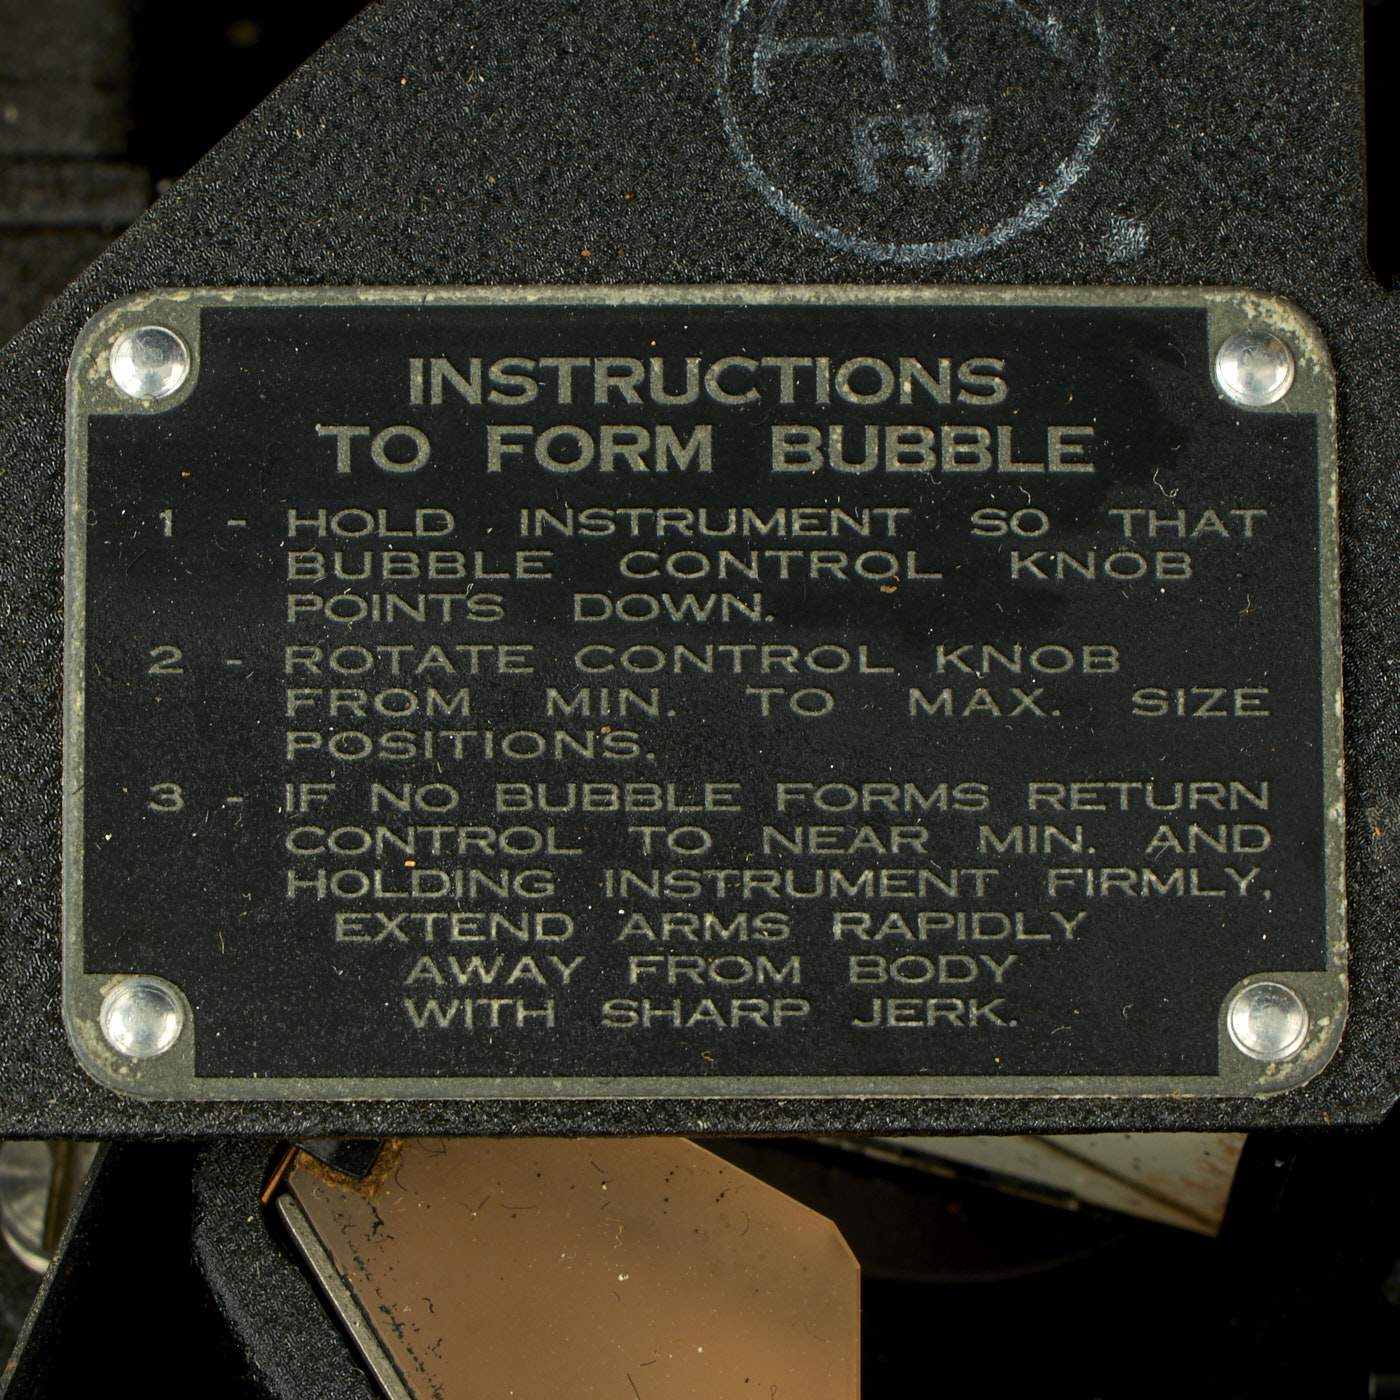 F37
INSTRUCTIONS
TO FORM BUBBLE
1 - HOLD INSTRUMENT SO THAT
BUBBLE CONTROL KNOB
POINTS DOWN.
2 - ROTATE CONTROL KNOB
FROM MIN. TO MAX. SIZE
POSITIONS.
3 - IF NO BUBBLE FORMS RETURN
CONTROL TO NEAR MIN. AND
HOLDING INSTRUMENT FIRMLY,
EXTEND ARMS RAPIDLY
AWAY FROM BODY
WITH SHARP JERK.